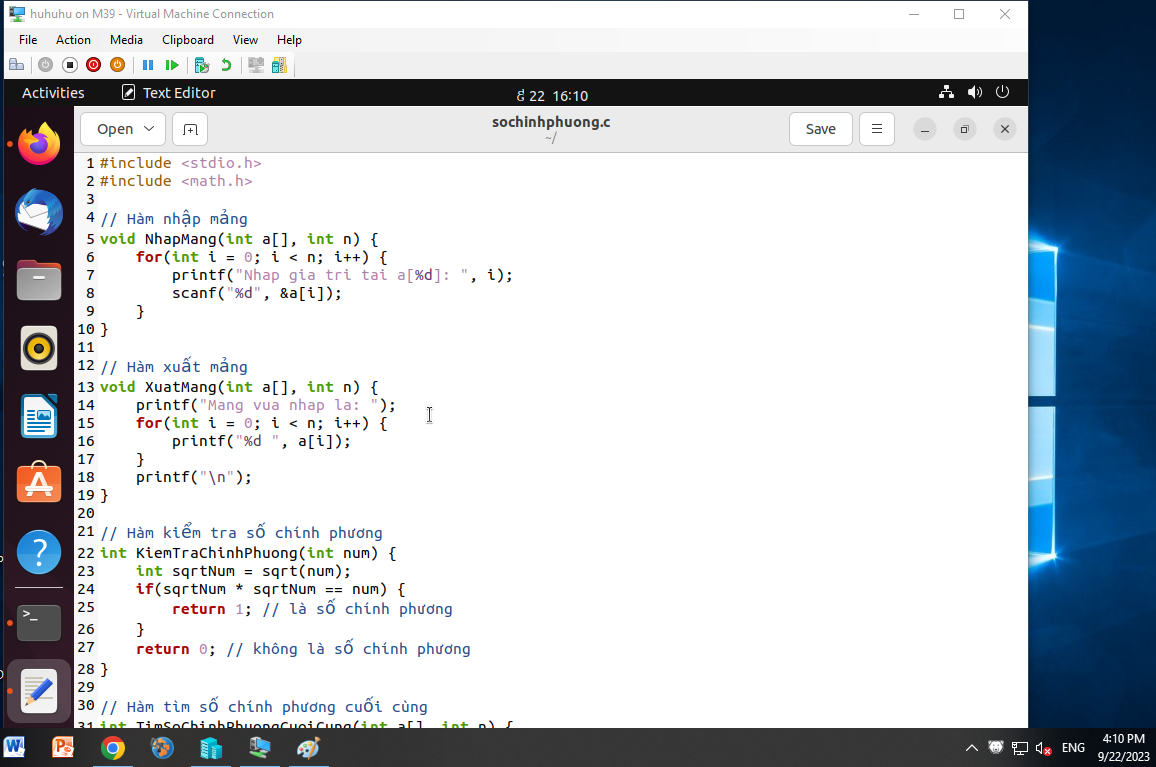 huhuhu on M39 - Virtual Machine Connection
File Action Media Clipboard View Help
Activities Text Editor 22 16:10
Open sochinhphuong.c Save
~/
1 #include <stdio.h>
2 #include <math.h>
3
4 // Hàm nhập mảng
5 void NhapMang(int a[], int n) {
6 for(int i = 0; i < n; i++) {
7 printf("Nhap gia tri tai a[%d]: ", i);
8 scanf("%d", &a[i]);
9 }
10 }
11
12 // Hàm xuất mảng
13 void XuatMang(int a[], int n) {
14 printf("Mang vua nhap la: ");
15 for(int i = 0; i < n; i++) {
16 printf("%d ", a[i]);
17 }
18 printf("\n");
19 }
20
21 // Hàm kiểm tra số chính phương
22 int KiemTraChinhPhuong(int num) {
23 int sqrtNum = sqrt(num);
24 if(sqrtNum * sqrtNum == num) {
25 return 1; // là số chính phương
26 }
27 return 0; // không là số chính phương
28 }
29
30 // Hàm tìm số chính phương cuối cùng
31 int TimSoChinhPhuongCuoiCung(int a[], int n) {
ENG
4:10 PM
9/22/2023